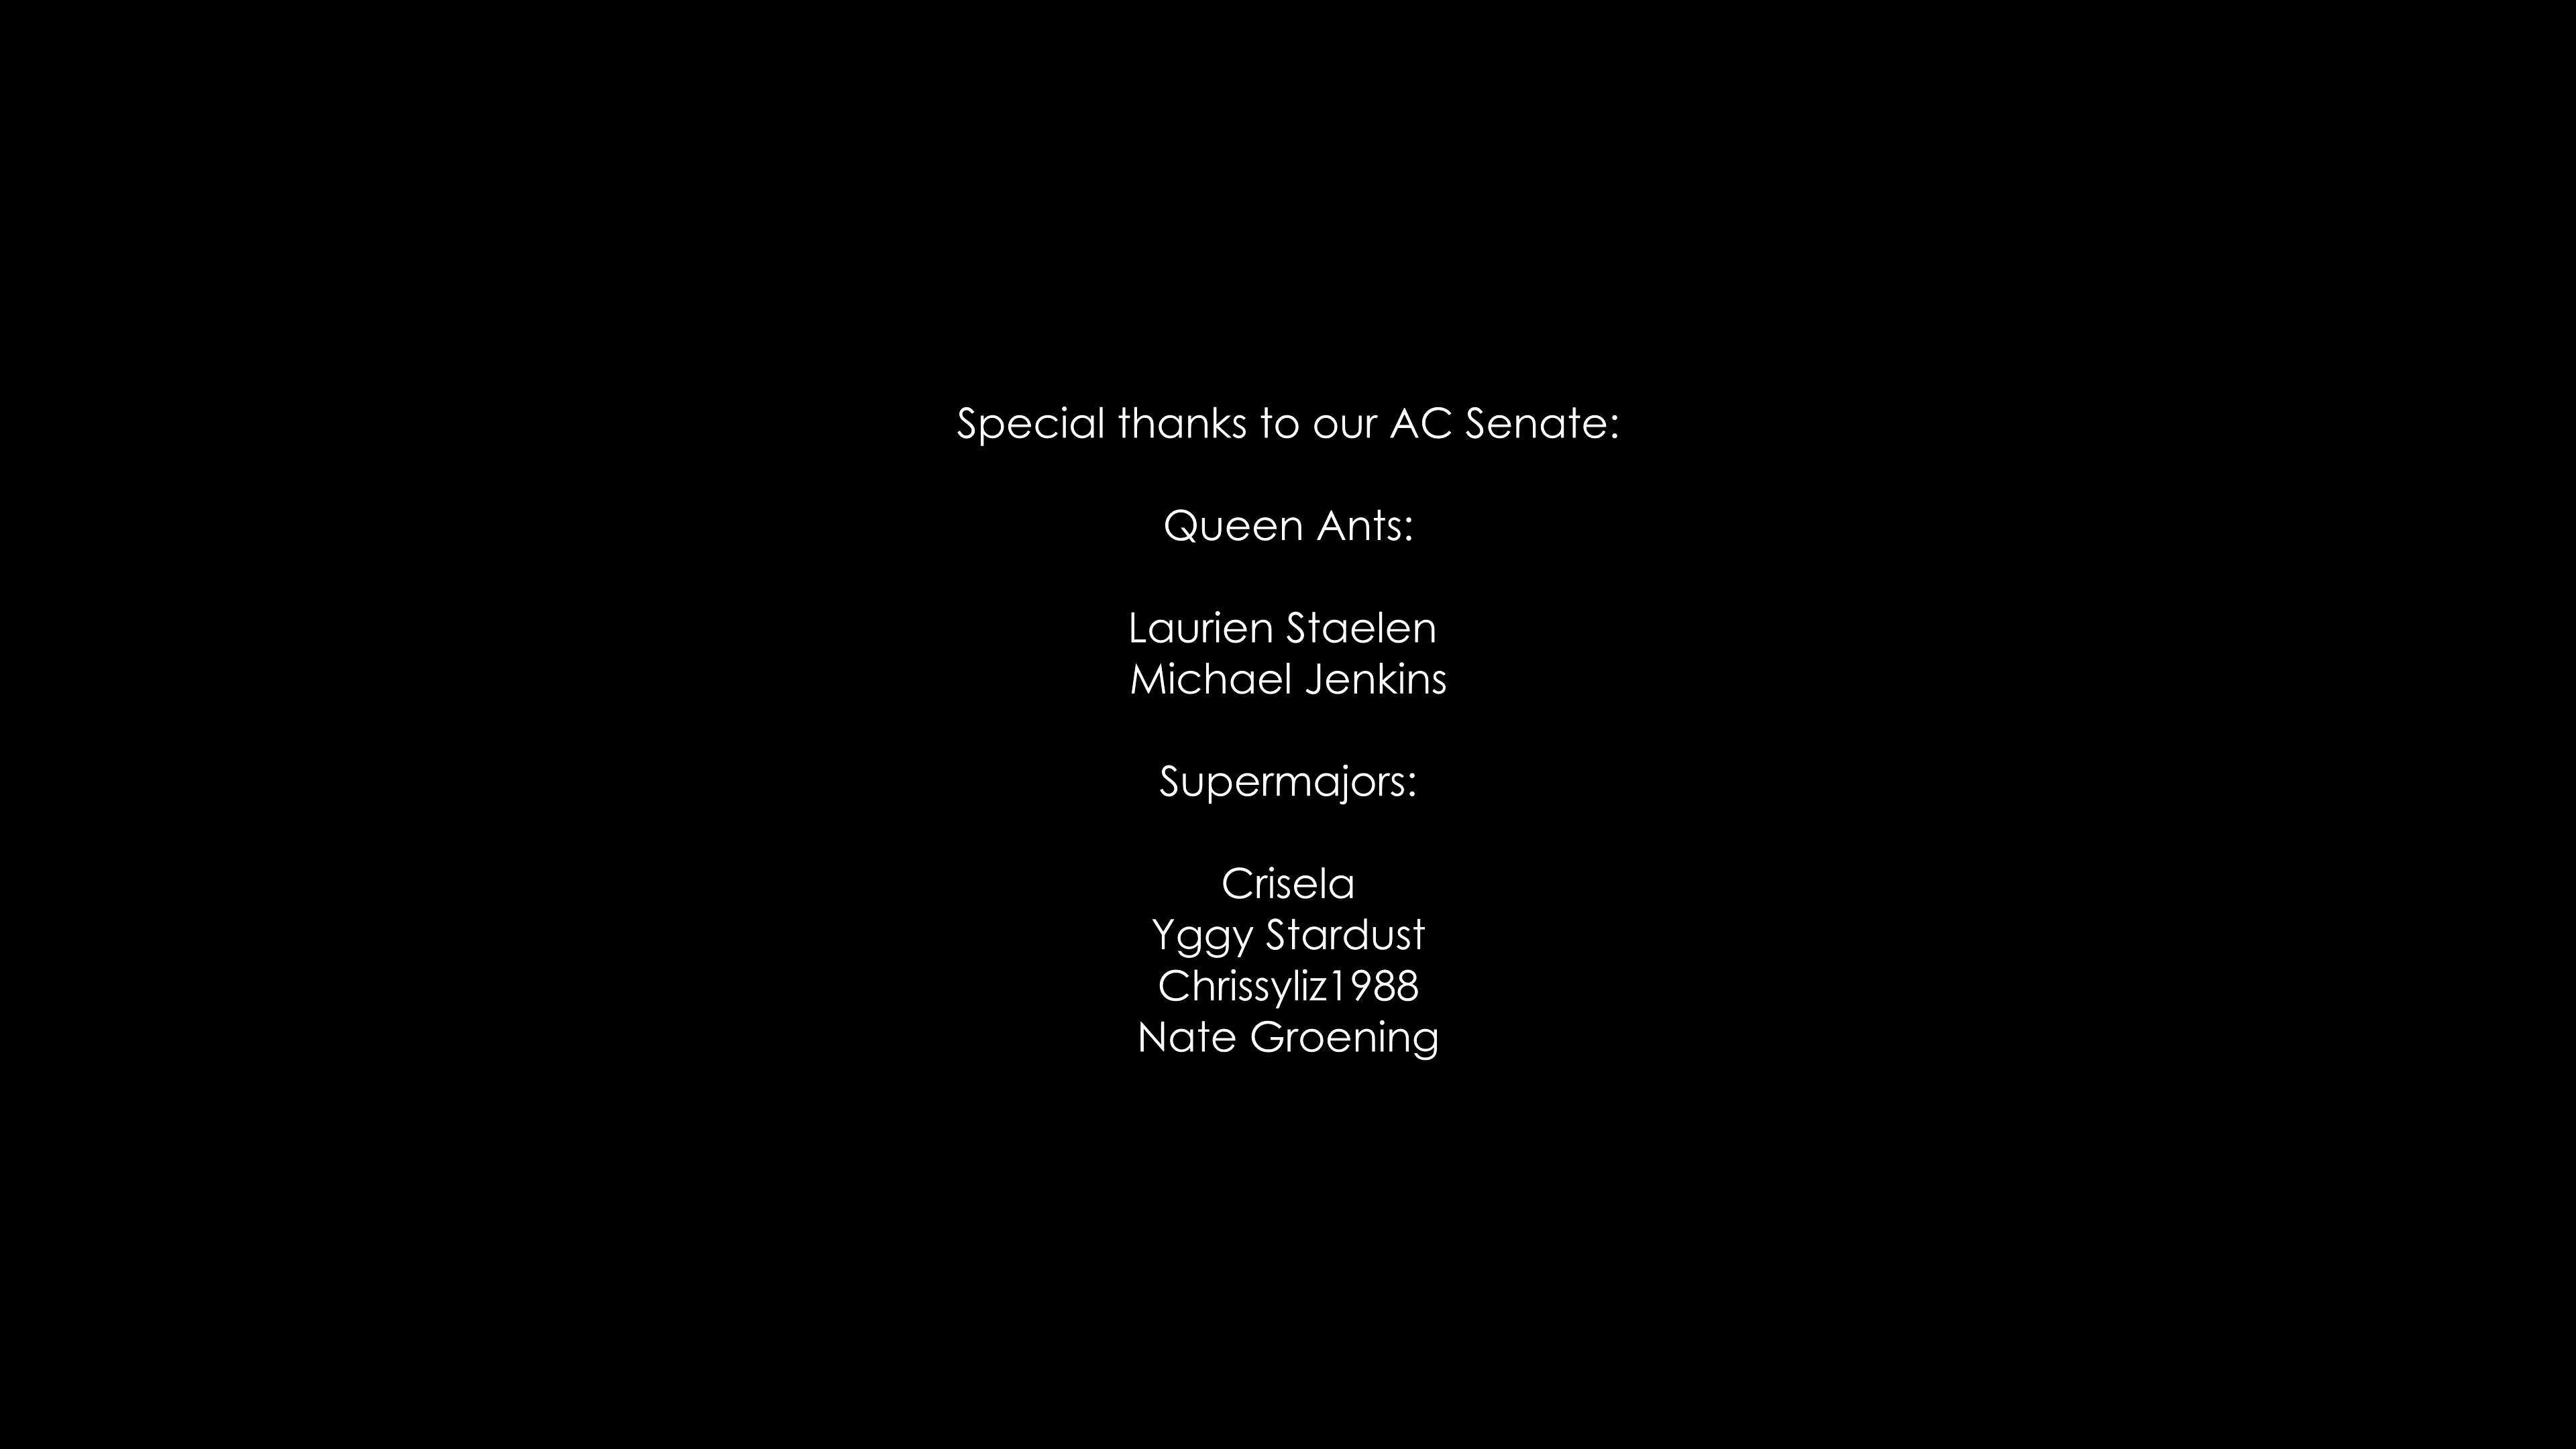 Special thanks to our AC Senate:
Queen Ants:
Laurien Staelen
Michael Jenkins
Supermajors:
Crisela
Yggy Stardust
Chrissyliz1988
Nate Groening